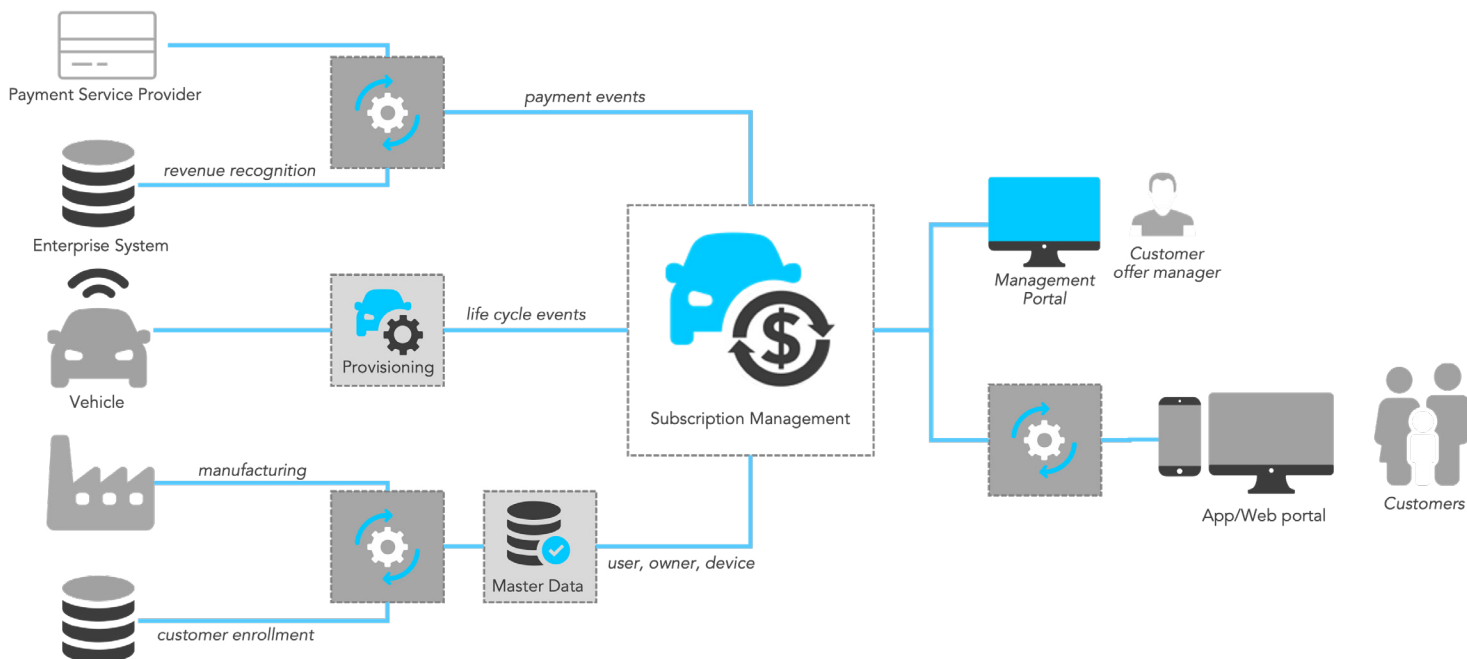 Payment Service Provider
payment events
revenue recognition
Enterprise System
Customer
offer manager
Management
Portal
life cycle events
Provisioning
Vehicle
$
Subscription Management
manufacturing
Customers
App/Web portal
user, owner, device
Master Data
customer enrollment